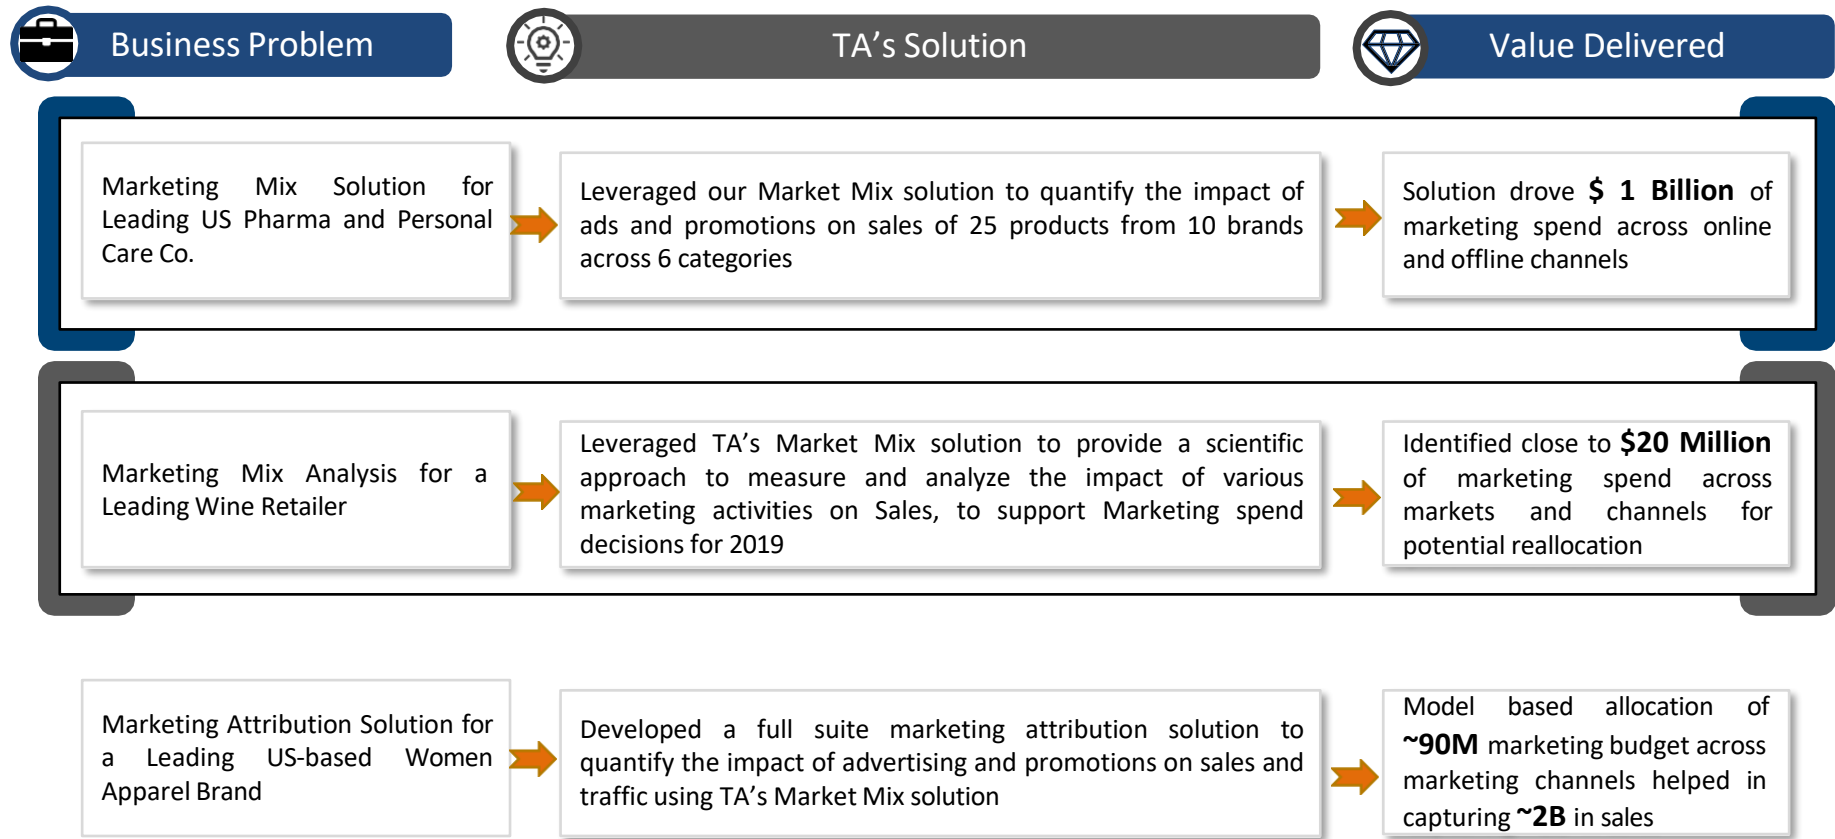 Business Problem
TA’s Solution
Value Delivered
Marketing Mix Solution for
Leading US Pharma and Personal
Care Co.
Leveraged our Market Mix solution to quantify the impact of
ads and promotions on sales of 25 products from 10 brands
across 6 categories
Solution drove $ 1 Billion of
marketing spend across online
and offline channels
Marketing Mix Analysis for a
Leading Wine Retailer
Leveraged TA’s Market Mix solution to provide a scientific
approach to measure and analyze the impact of various
marketing activities on Sales, to support Marketing spend
decisions for 2019
Identified close to $20 Million
of marketing spend across
markets and channels for
potential reallocation
Marketing Attribution Solution for
a Leading US-based Women
Apparel Brand
Developed a full suite marketing attribution solution to
quantify the impact of advertising and promotions on sales and
traffic using TA’s Market Mix solution
Model based allocation of
~90M marketing budget across
marketing channels helped in
capturing ~2B in sales